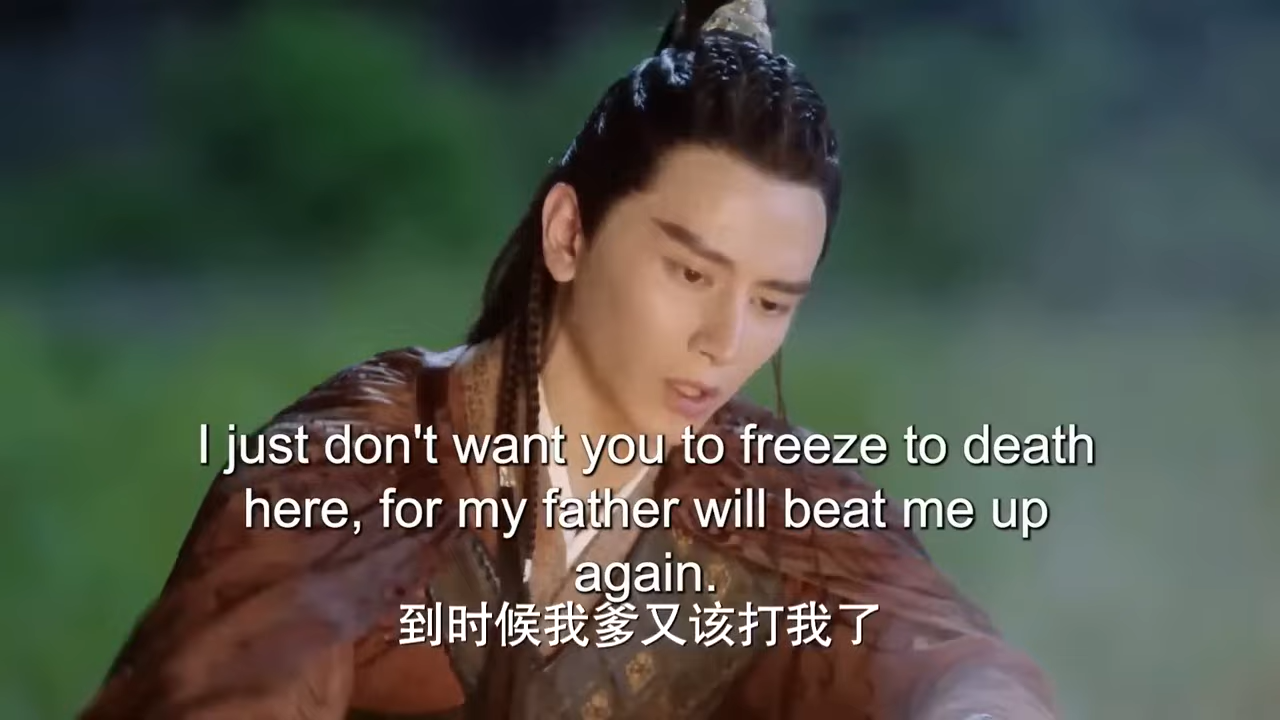 I just don't want you to freeze to death
here, for my father will beat me up
again.
到时候我爹又该打我了